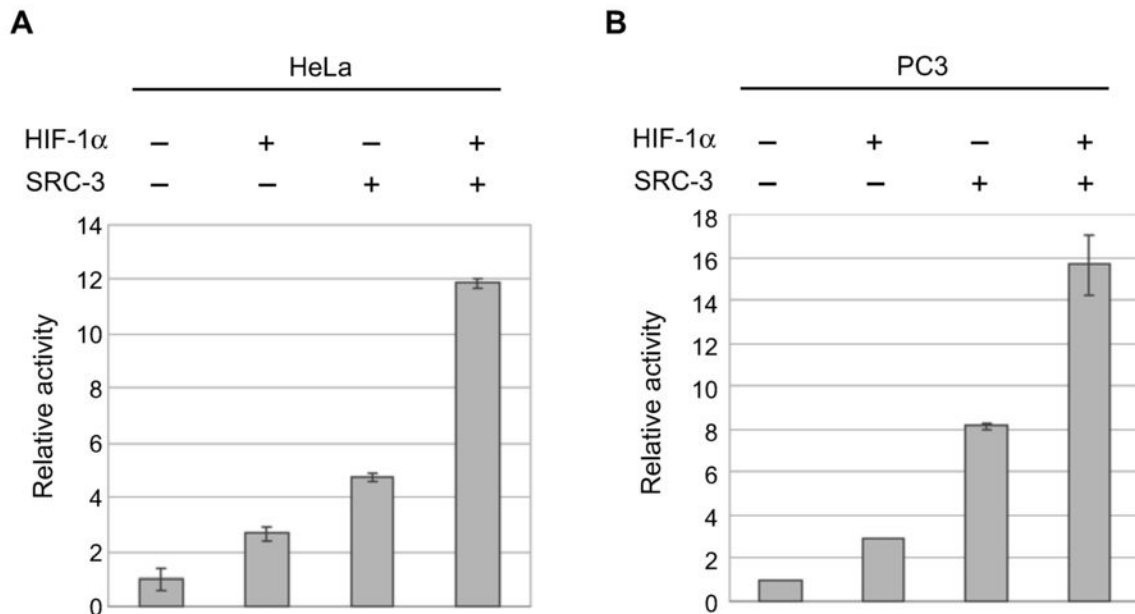 A
HeLa
HIF-1α – + – +
SRC-3 – – + +
14
12
10
8
6
4
2
0
Relative activity
B
PC3
HIF-1α – + – +
SRC-3 – – + +
18
16
14
12
10
8
6
4
2
0
Relative activity